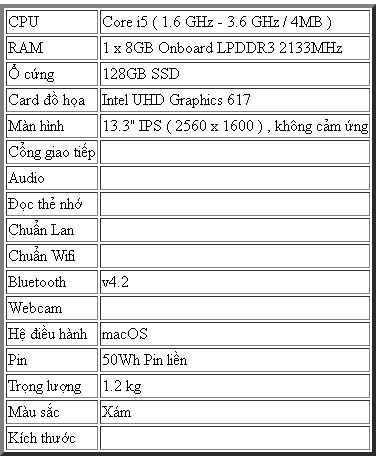 CPU Core i5 ( 1.6 GHz - 3.6 GHz / 4MB )
RAM 1 x 8GB Onboard LPDDR3 2133MHz
Ổ cứng 128GB SSD
Card đồ họa Intel UHD Graphics 617
Màn hình 13.3" IPS ( 2560 x 1600 ) , không cảm ứng
Cổng giao tiếp
Audio
Đọc thẻ nhớ
Chuẩn Lan
Chuẩn Wifi
Bluetooth v4.2
Webcam
Hệ điều hành macOS
Pin 50Wh Pin liền
Trọng lượng 1.2 kg
Màu sắc Xám
Kích thước